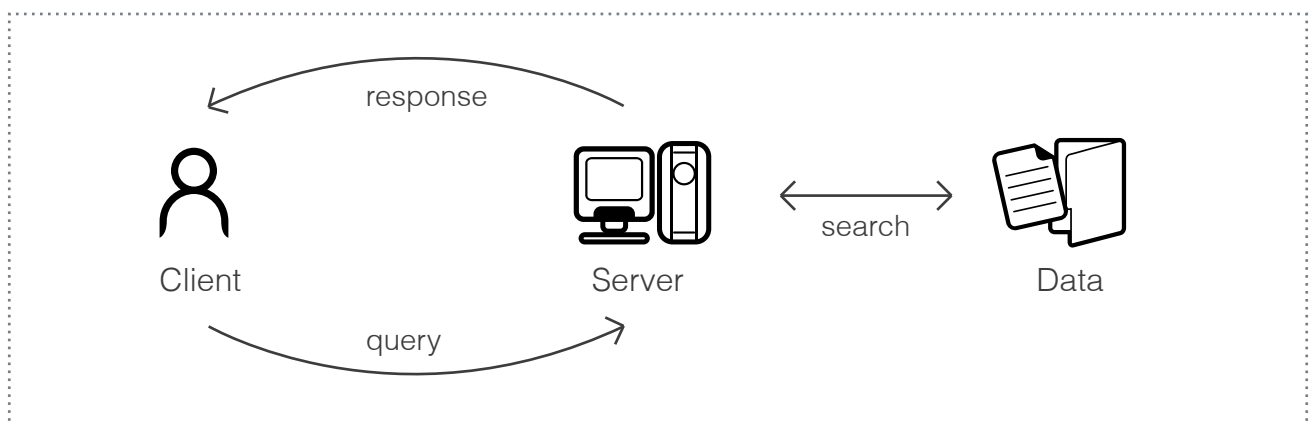 response
search
Client
Server
Data
query